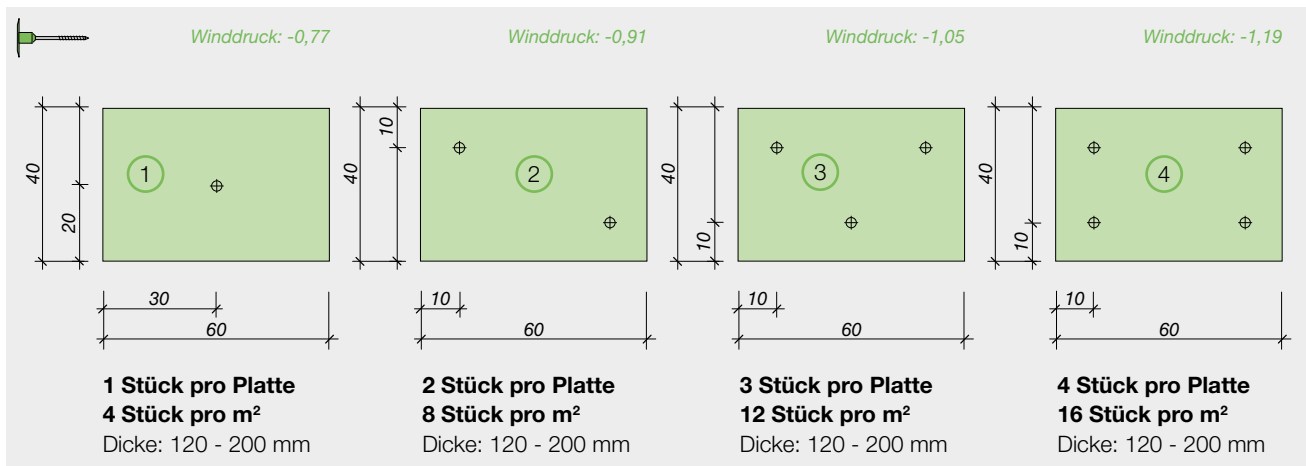 Winddruck: -0,77
Winddruck: -0,91
Winddruck: -1,05
Winddruck: -1,19
40
20
1
30
60
10
40
2
10
60
40
10
3
10
60
40
10
4
10
60
1 Stück pro Platte
4 Stück pro m²
Dicke: 120 - 200 mm
2 Stück pro Platte
8 Stück pro m²
Dicke: 120 - 200 mm
3 Stück pro Platte
12 Stück pro m²
Dicke: 120 - 200 mm
4 Stück pro Platte
16 Stück pro m²
Dicke: 120 - 200 mm